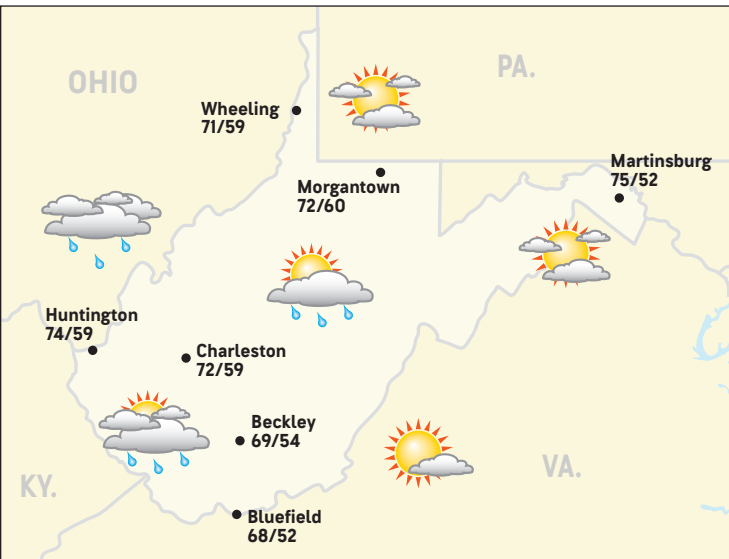 OHIO
PA.
Wheeling
71/59
Morgantown
72/60
Martinsburg
75/52
Huntington
74/59
Charleston
72/59
Beckley
69/54
KY.
VA.
Bluefield
68/52